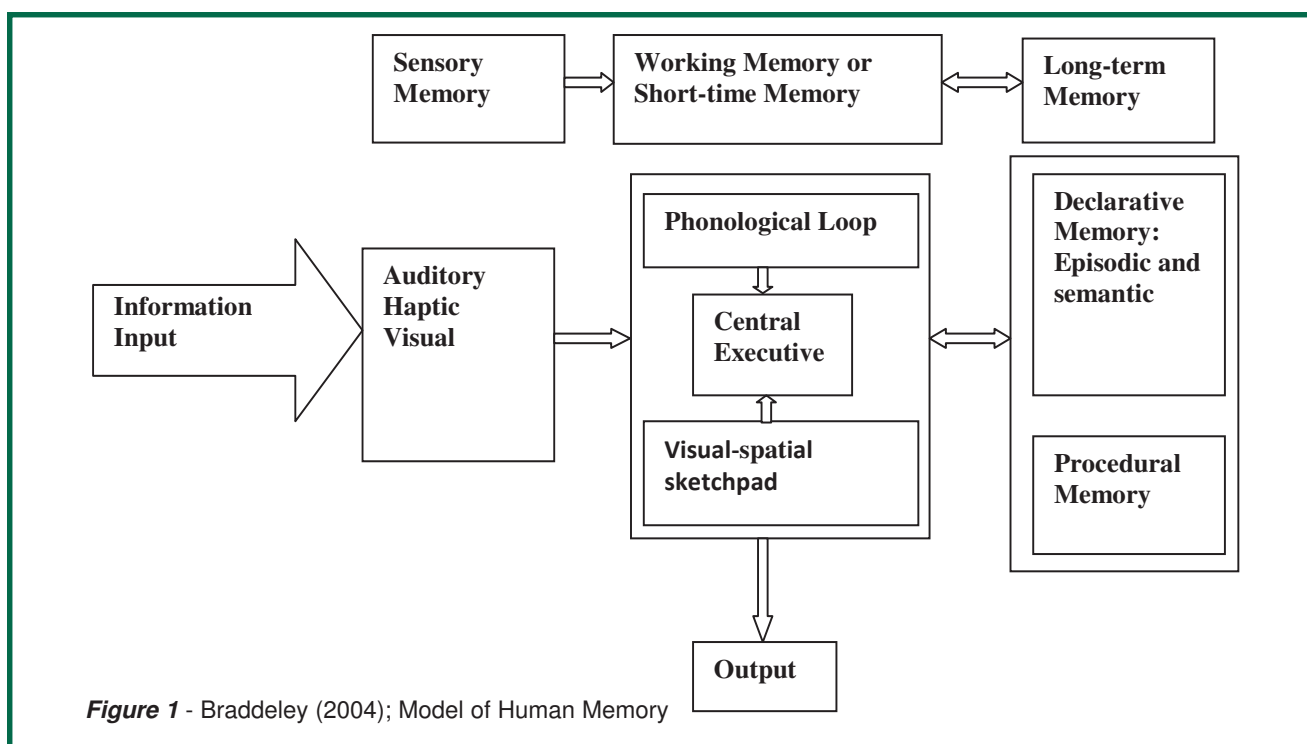 Sensory
Memory
Working Memory or
Short-time Memory
Long-term
Memory
Information
Input
Auditory
Haptic
Visual
Phonological Loop
Central
Executive
Visual-spatial
sketchpad
Declarative
Memory:
Episodic and
semantic
Procedural
Memory
Output
Figure 1 - Braddeley (2004); Model of Human Memory